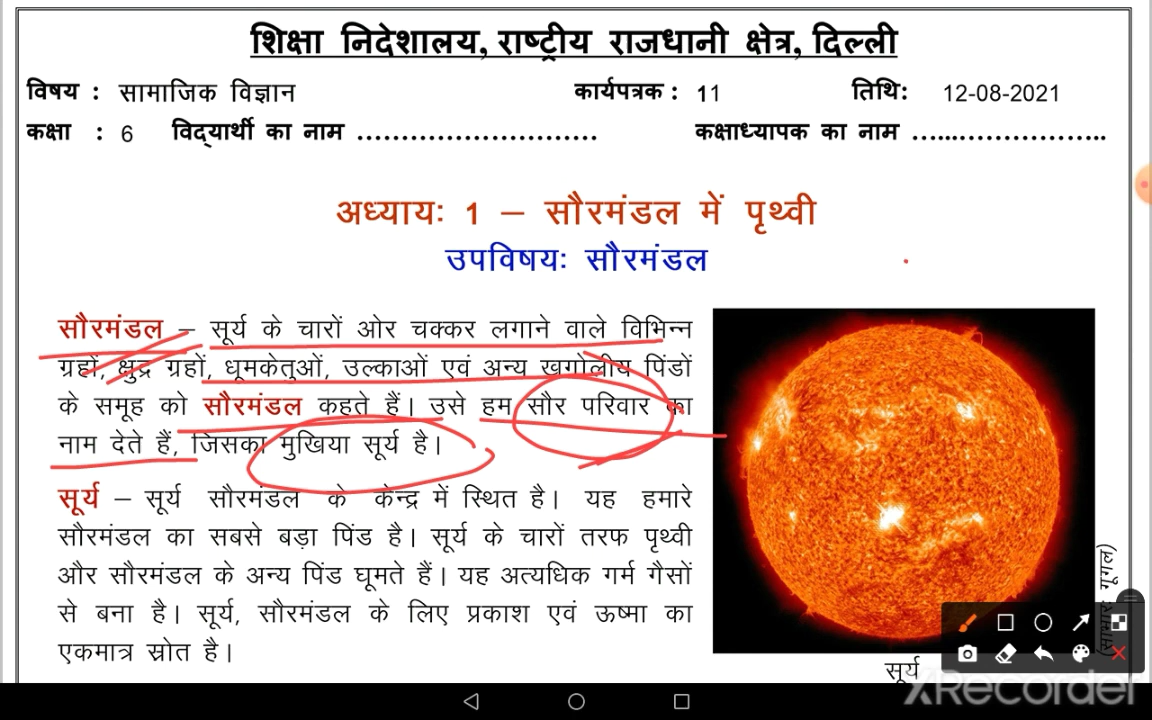 शिक्षा निदेशालय, राष्ट्रीय राजधानी क्षेत्र, दिल्ली
विषय : सामाजिक विज्ञान कार्यपत्रक : 11 तिथि: 12-08-2021
कक्षा : 6 विद्यार्थी का नाम ........................... कक्षाध्यापक का नाम ........................
अध्याय: 1 – सौरमंडल में पृथ्वी
उपविषय: सौरमंडल
सौरमंडल – सूर्य के चारों ओर चक्कर लगाने वाले विभिन्न
ग्रहों, क्षुद्र ग्रहों, धूमकेतुओं, उल्काओं एवं अन्य खगोलीय पिंडों
के समूह को सौरमंडल कहते हैं। उसे हम सौर परिवार का
नाम देते हैं, जिसका मुखिया सूर्य है।
सूर्य – सूर्य सौरमंडल के केन्द्र में स्थित है। यह हमारे
सौरमंडल का सबसे बड़ा पिंड है। सूर्य के चारों तरफ पृथ्वी
और सौरमंडल के अन्य पिंड घूमते हैं। यह अत्यधिक गर्म गैसों
से बना है। सूर्य, सौरमंडल के लिए प्रकाश एवं ऊष्मा का
एकमात्र स्रोत है।
(साभार: गूगल)
सूर्य
XRecorder